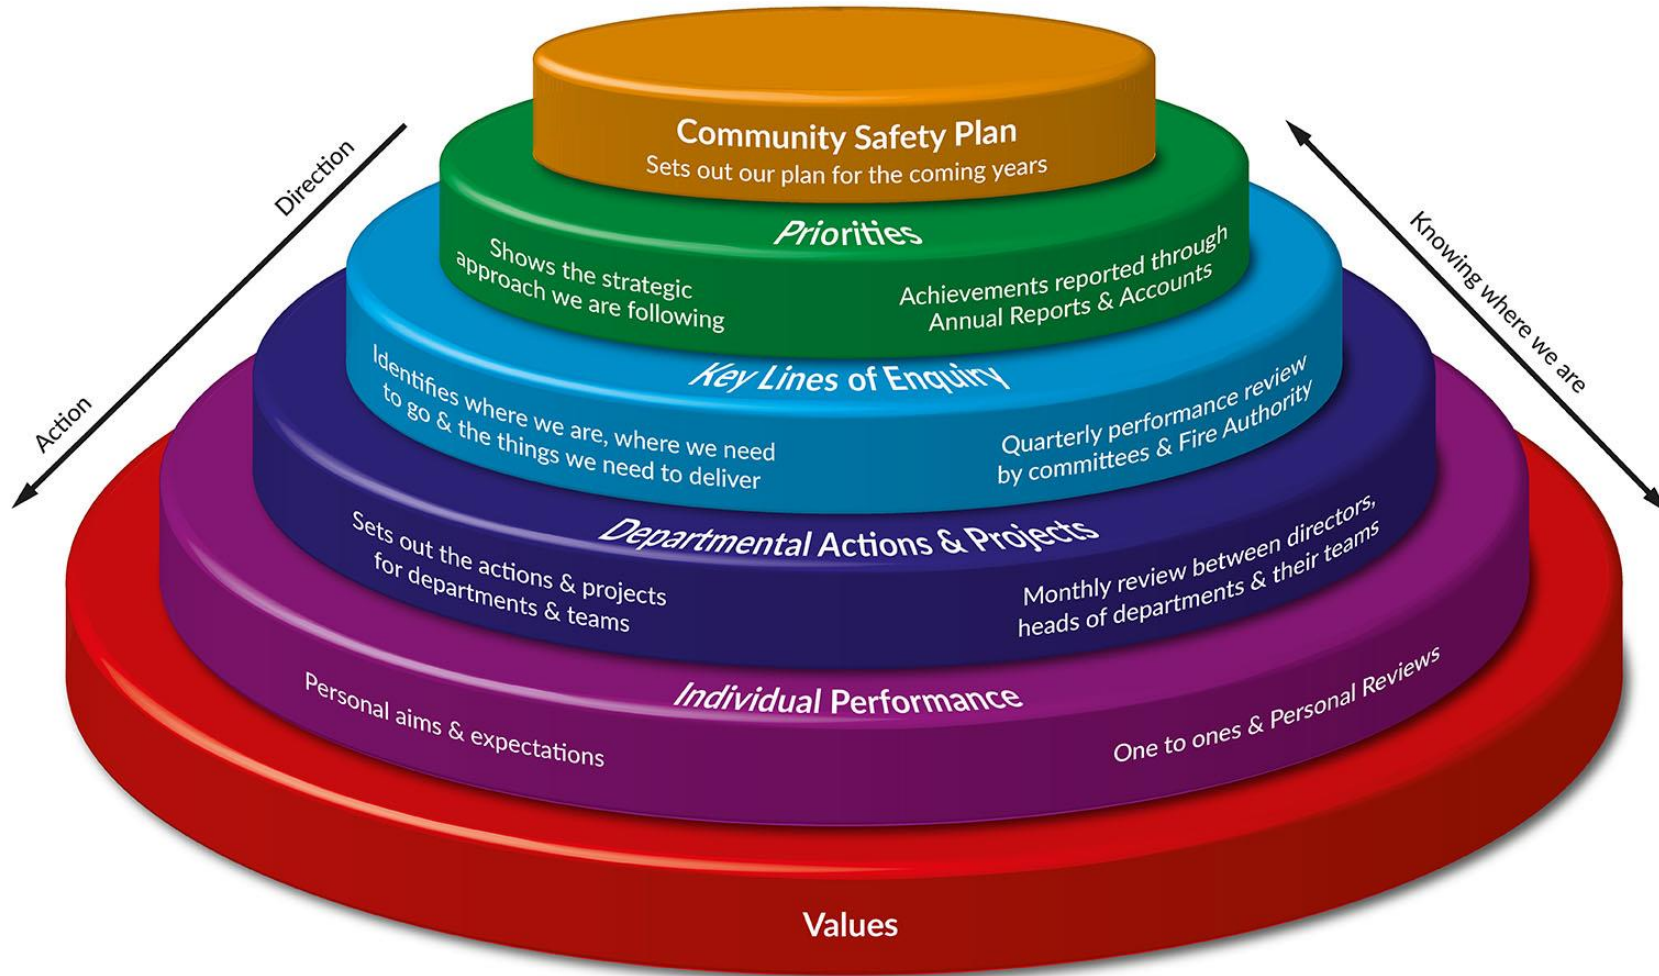 Community Safety Plan
Sets out our plan for the coming years
Direction
Action
Knowing where we are
Priorities
Shows the strategic
approach we are following
Achievements reported through
Annual Reports & Accounts
Key Lines of Enquiry
Identifies where we are, where we need
to go & the things we need to deliver
Quarterly performance review
by committees & Fire Authority
Departmental Actions & Projects
Sets out the actions & projects
for departments & teams
Monthly review between directors,
heads of departments & their teams
Individual Performance
Personal aims & expectations
One to ones & Personal Reviews
Values